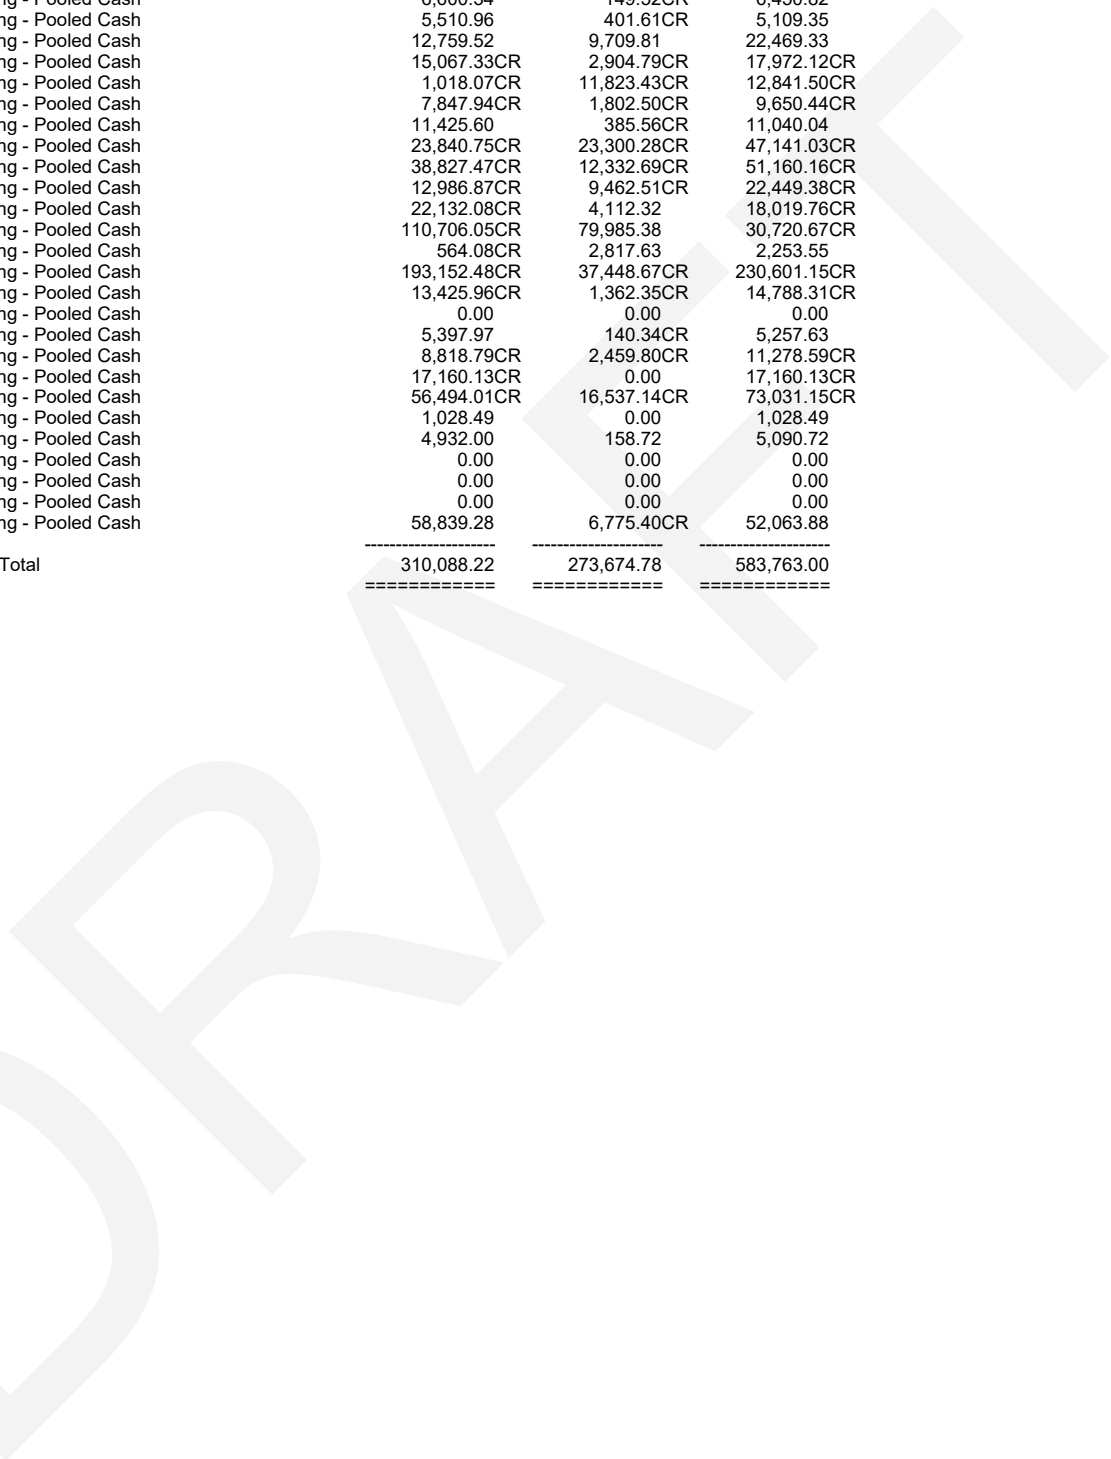 ng - Pooled Cash 149.52CR
ng - Pooled Cash 5,510.96 401.61CR 5,109.35
ng - Pooled Cash 12,759.52 9,709.81 22,469.33
ng - Pooled Cash 15,067.33CR 2,904.79CR 17,972.12CR
ng - Pooled Cash 1,018.07CR 11,823.43CR 12,841.50CR
ng - Pooled Cash 7,847.94CR 1,802.50CR 9,650.44CR
ng - Pooled Cash 11,425.60 385.56CR 11,040.04
ng - Pooled Cash 23,840.75CR 23,300.28CR 47,141.03CR
ng - Pooled Cash 38,827.47CR 12,332.69CR 51,160.16CR
ng - Pooled Cash 12,986.87CR 9,462.51CR 22,449.38CR
ng - Pooled Cash 22,132.08CR 4,112.32 18,019.76CR
ng - Pooled Cash 110,706.05CR 79,985.38 30,720.67CR
ng - Pooled Cash 564.08CR 2,817.63 2,253.55
ng - Pooled Cash 193,152.48CR 37,448.67CR 230,601.15CR
ng - Pooled Cash 13,425.96CR 1,362.35CR 14,788.31CR
ng - Pooled Cash 0.00 0.00 0.00
ng - Pooled Cash 5,397.97 140.34CR 5,257.63
ng - Pooled Cash 8,818.79CR 2,459.80CR 11,278.59CR
ng - Pooled Cash 17,160.13CR 0.00 17,160.13CR
ng - Pooled Cash 56,494.01CR 16,537.14CR 73,031.15CR
ng - Pooled Cash 1,028.49 0.00 1,028.49
ng - Pooled Cash 4,932.00 158.72 5,090.72
ng - Pooled Cash 0.00 0.00 0.00
ng - Pooled Cash 0.00 0.00 0.00
ng - Pooled Cash 0.00 0.00 0.00
ng - Pooled Cash 58,839.28 6,775.40CR 52,063.88
--------------------- --------------------- ---------------------
Total 310,088.22 273,674.78 583,763.00
============ ============ ============
DRAFT